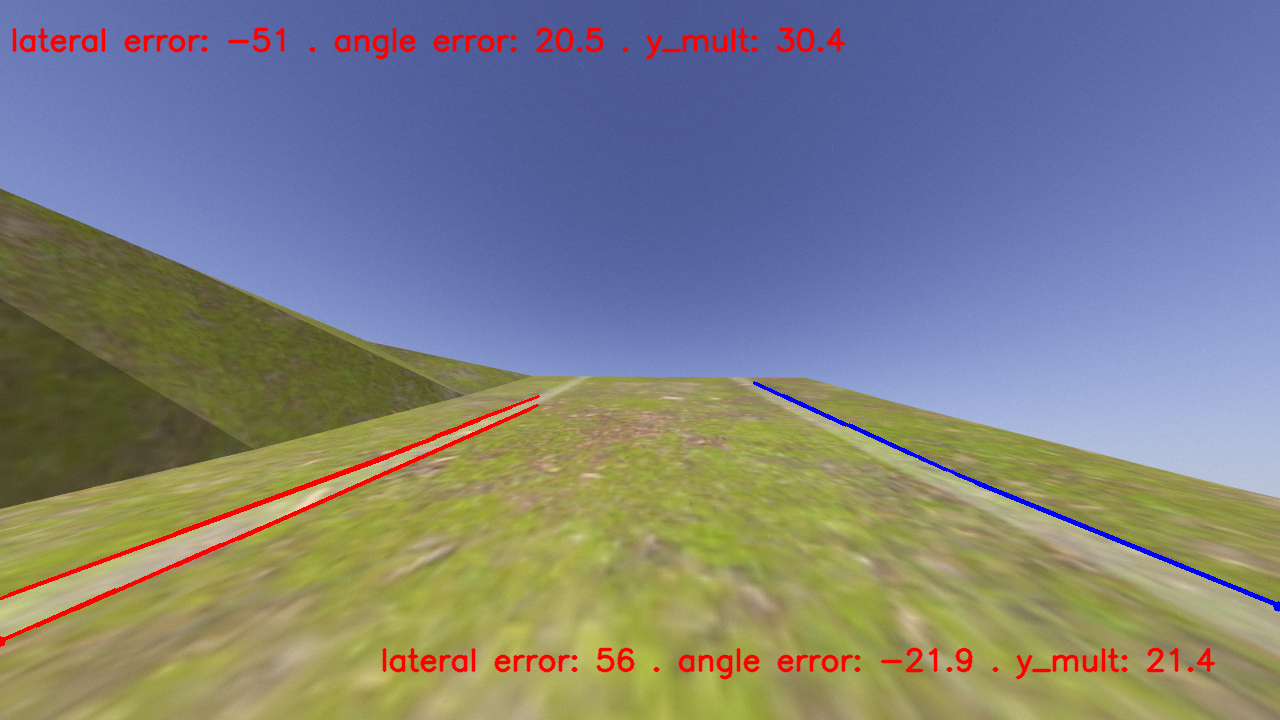 lateral error: -51 . angle error: 20.5 . y_mult: 30.4
lateral error: 56 . angle error: -21.9 . y_mult: 21.4